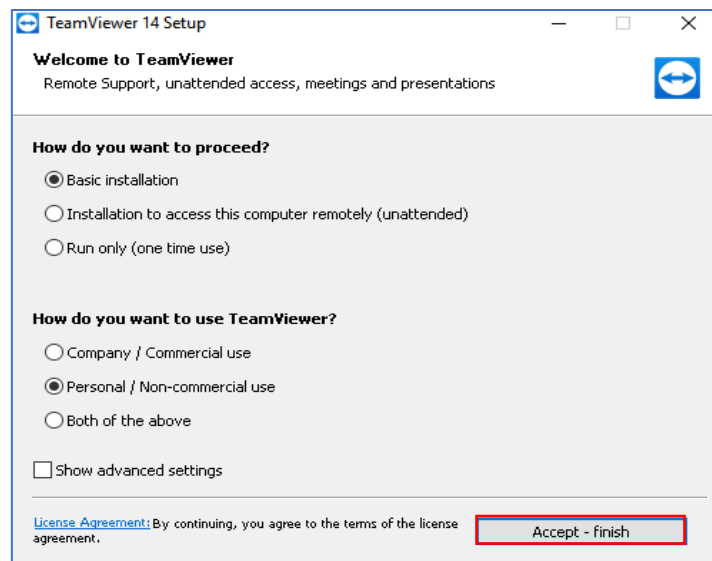 TeamViewer 14 Setup
Welcome to TeamViewer
Remote Support, unattended access, meetings and presentations
How do you want to proceed?
Basic installation
Installation to access this computer remotely (unattended)
Run only (one time use)
How do you want to use TeamViewer?
Company / Commercial use
Personal / Non-commercial use
Both of the above
Show advanced settings
License Agreement: By continuing, you agree to the terms of the license
agreement.
Accept - finish